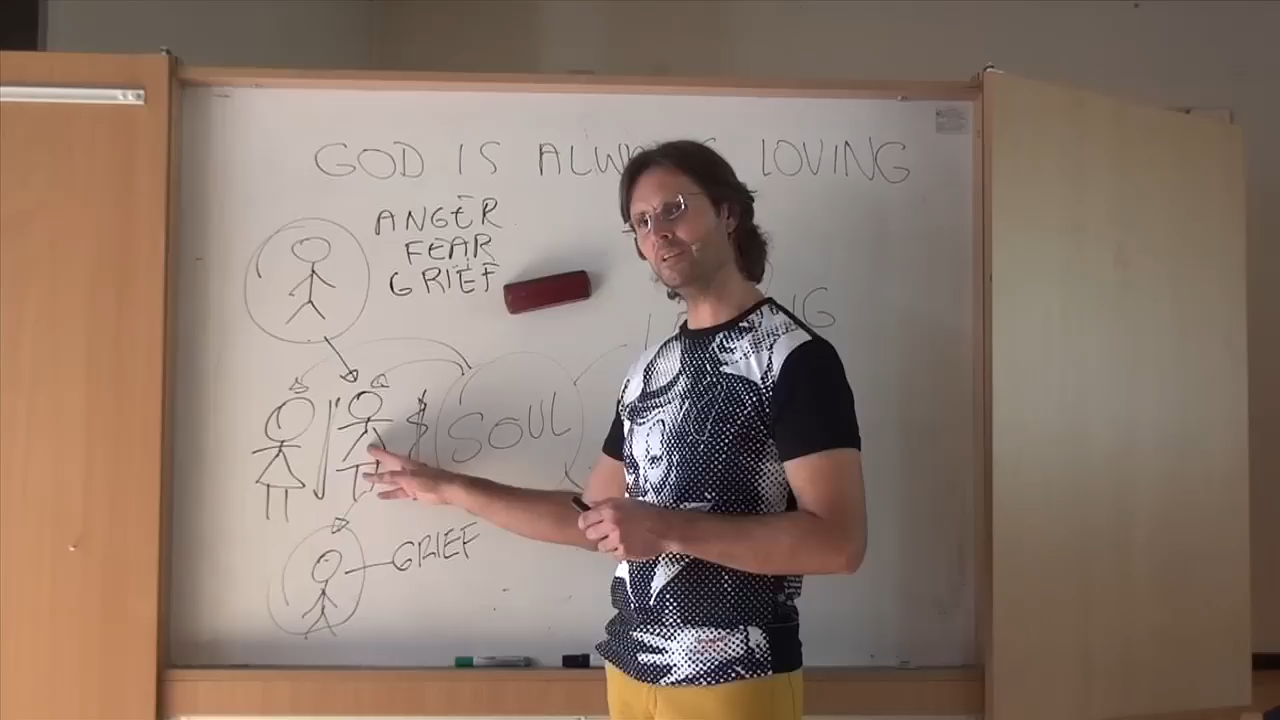 GOD IS ALW S LOVING
ANGER
FEAR
GRIEF
SOUL
GRIEF